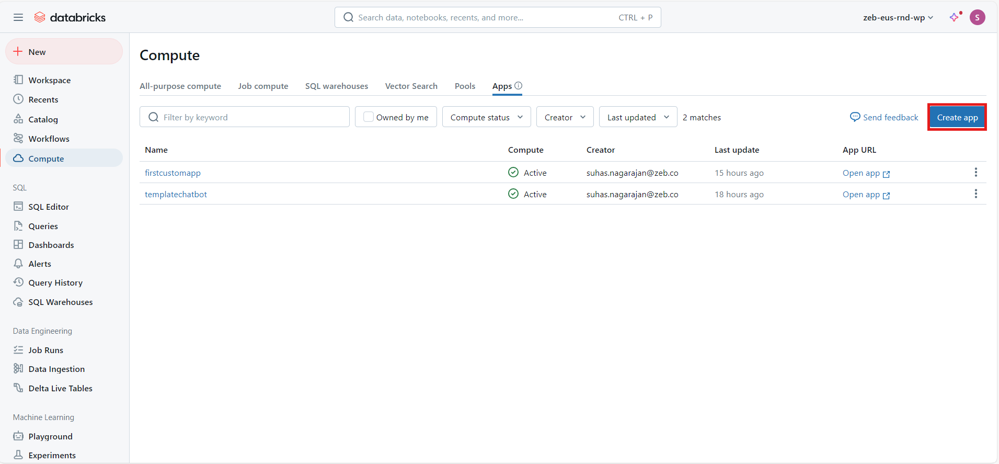 databricks
Search data, notebooks, recents, and more... CTRL + P
zeb-eus-rnd-wp
S
New
Workspace
Recents
Catalog
Workflows
Compute
SQL
SQL Editor
Queries
Dashboards
Alerts
Query History
SQL Warehouses
Data Engineering
Job Runs
Data Ingestion
Delta Live Tables
Machine Learning
Playground
Experiments
Compute
All-purpose compute Job compute SQL warehouses Vector Search Pools Apps
Filter by keyword Owned by me Compute status Creator Last updated 2 matches Send feedback Create app
Name Compute Creator Last update App URL
firstcustomapp Active suhas.nagarajan@zeb.co 15 hours ago Open app
templatechatbot Active suhas.nagarajan@zeb.co 18 hours ago Open app